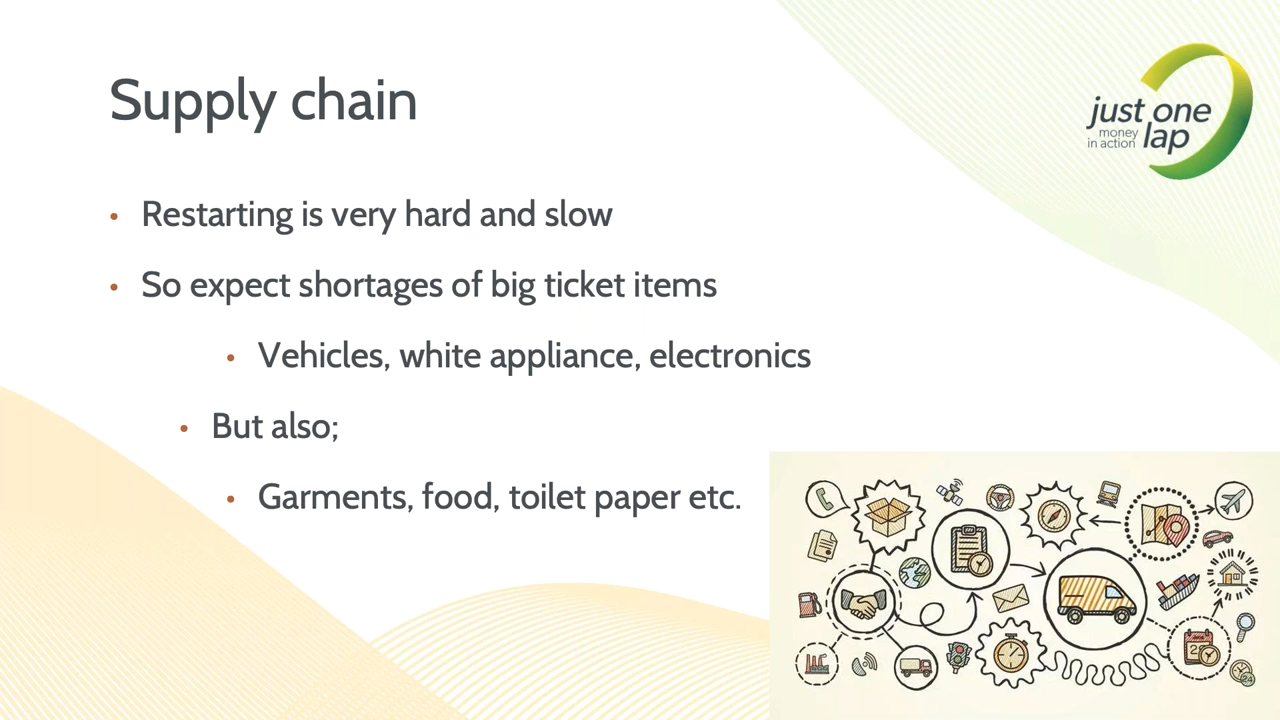 Supply chain
just one
money
in action lap
• Restarting is very hard and slow
• So expect shortages of big ticket items
• Vehicles, white appliance, electronics
• But also;
• Garments, food, toilet paper etc.
24